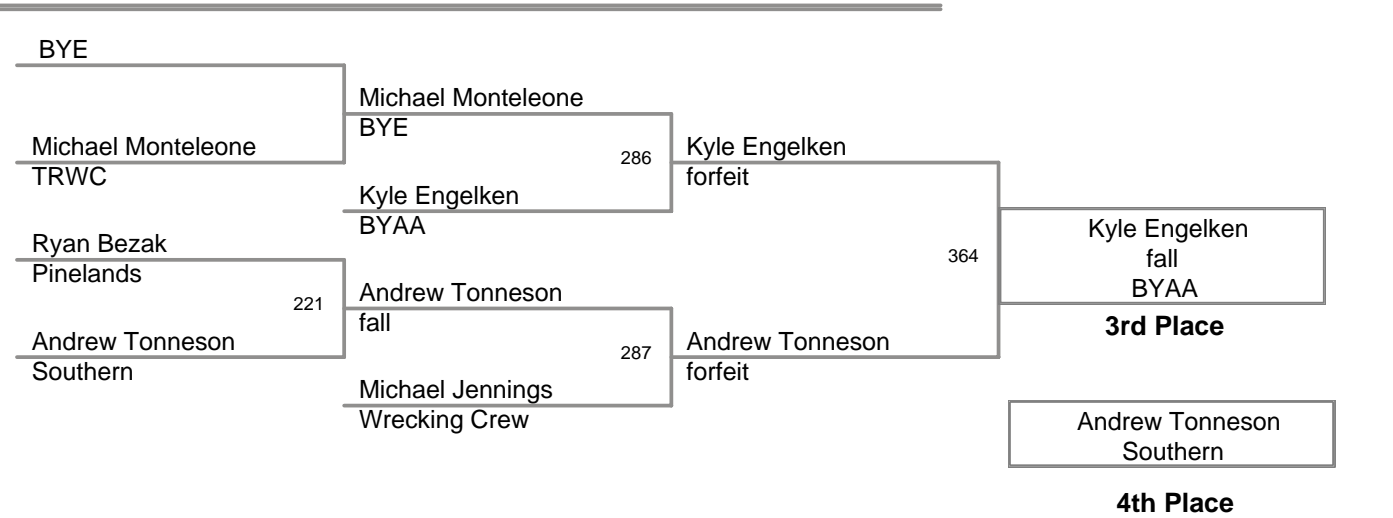 BYE
Michael Monteleone
TRWC
Ryan Bezak
Pinelands
221
Andrew Tonneson
Southern
Michael Monteleone
BYE
286
Kyle Engelken
BYAA
Andrew Tonneson
fall
287
Michael Jennings
Wrecking Crew
Kyle Engelken
forfeit
364
Andrew Tonneson
forfeit
Kyle Engelken
fall
BYAA
3rd Place
Andrew Tonneson
Southern
4th Place